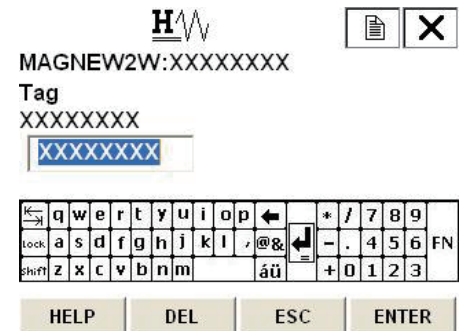 H
MAGNEW2W:XXXXXXXX
Tag
XXXXXXXX
XXXXXXXX
q w e r t y u i o p * / 7 8 9
Lock a s d f g h j k l , @& - . 4 5 6 FN
Shift z x c v b n m áü + 0 1 2 3
HELP DEL ESC ENTER